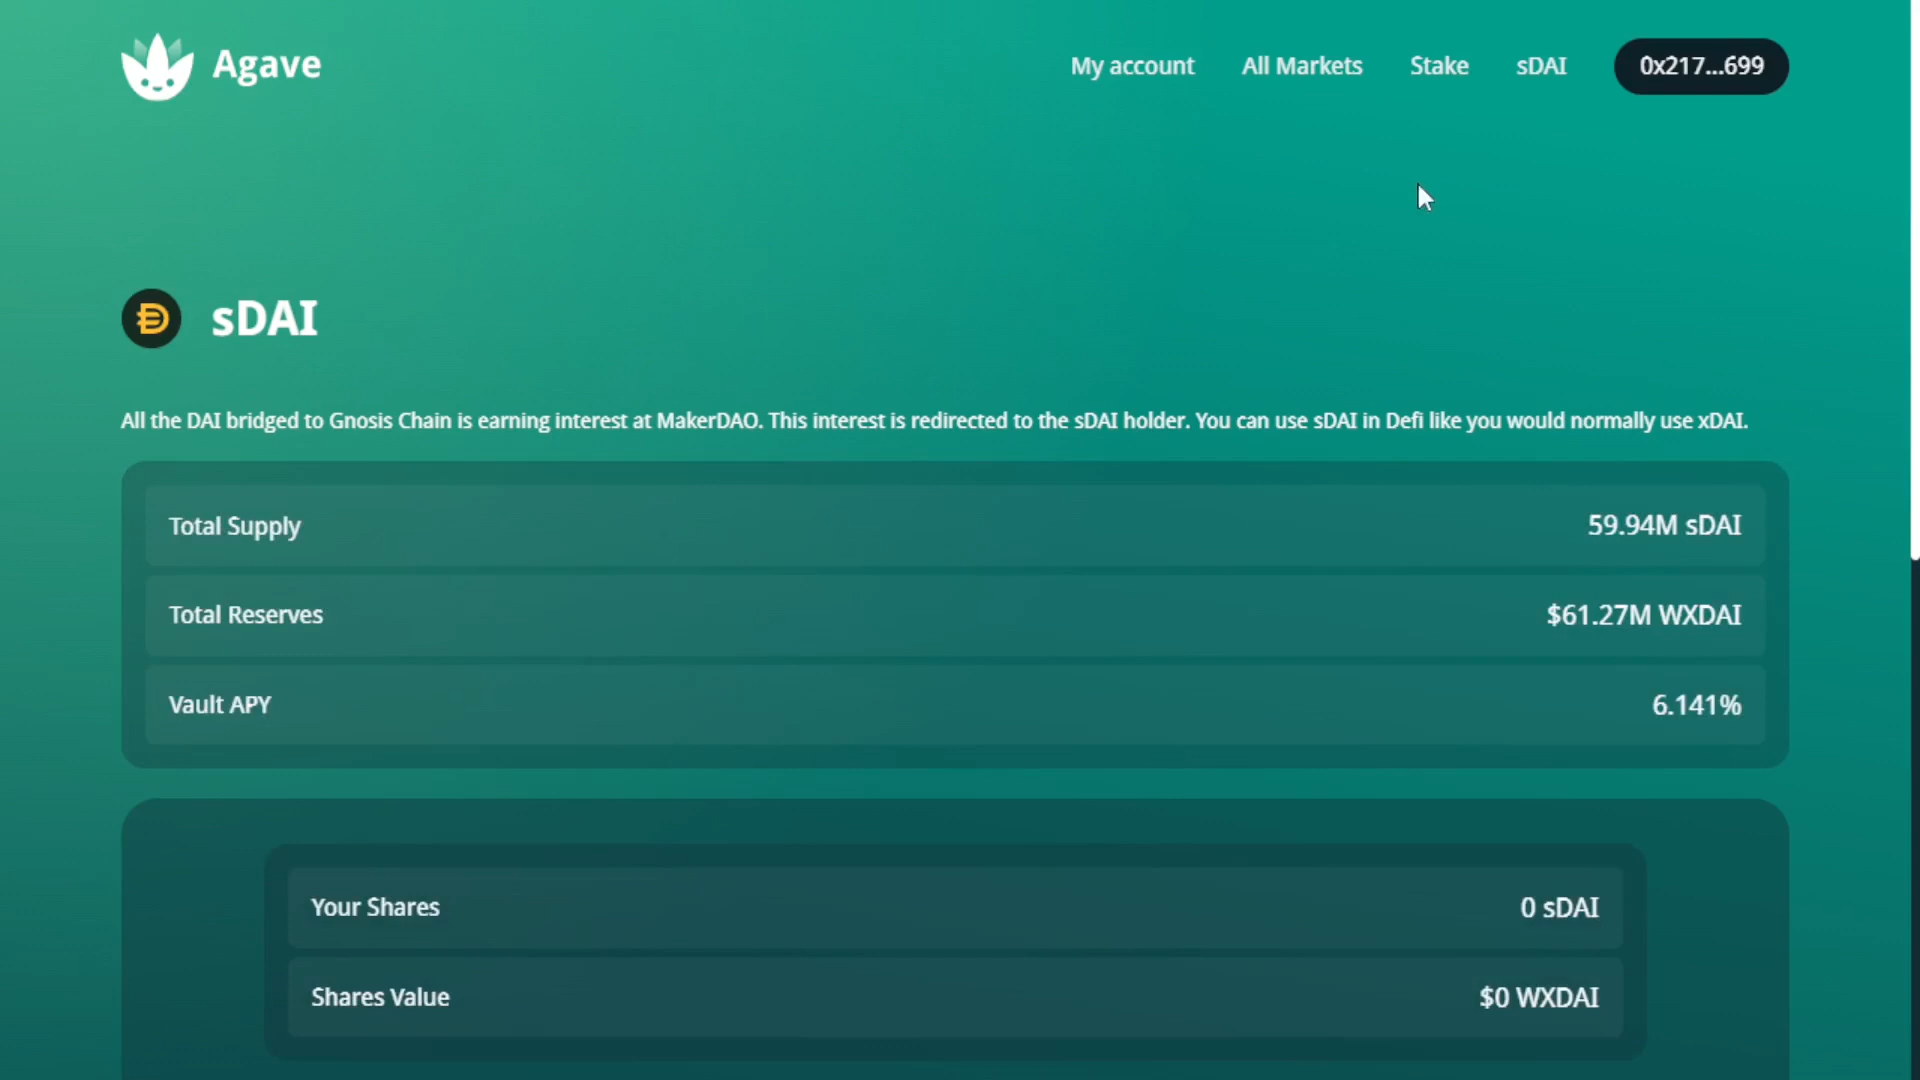 Agave
My account
All Markets
Stake
sDAI
0x217...699
sDAI
All the DAI bridged to Gnosis Chain is earning interest at MakerDAO. This interest is redirected to the sDAI holder. You can use sDAI in Defi like you would normally use xDAI.
Total Supply
59.94M sDAI
Total Reserves
$61.27M WXDAI
Vault APY
6.141%
Your Shares
0 sDAI
Shares Value
$0 WXDAI